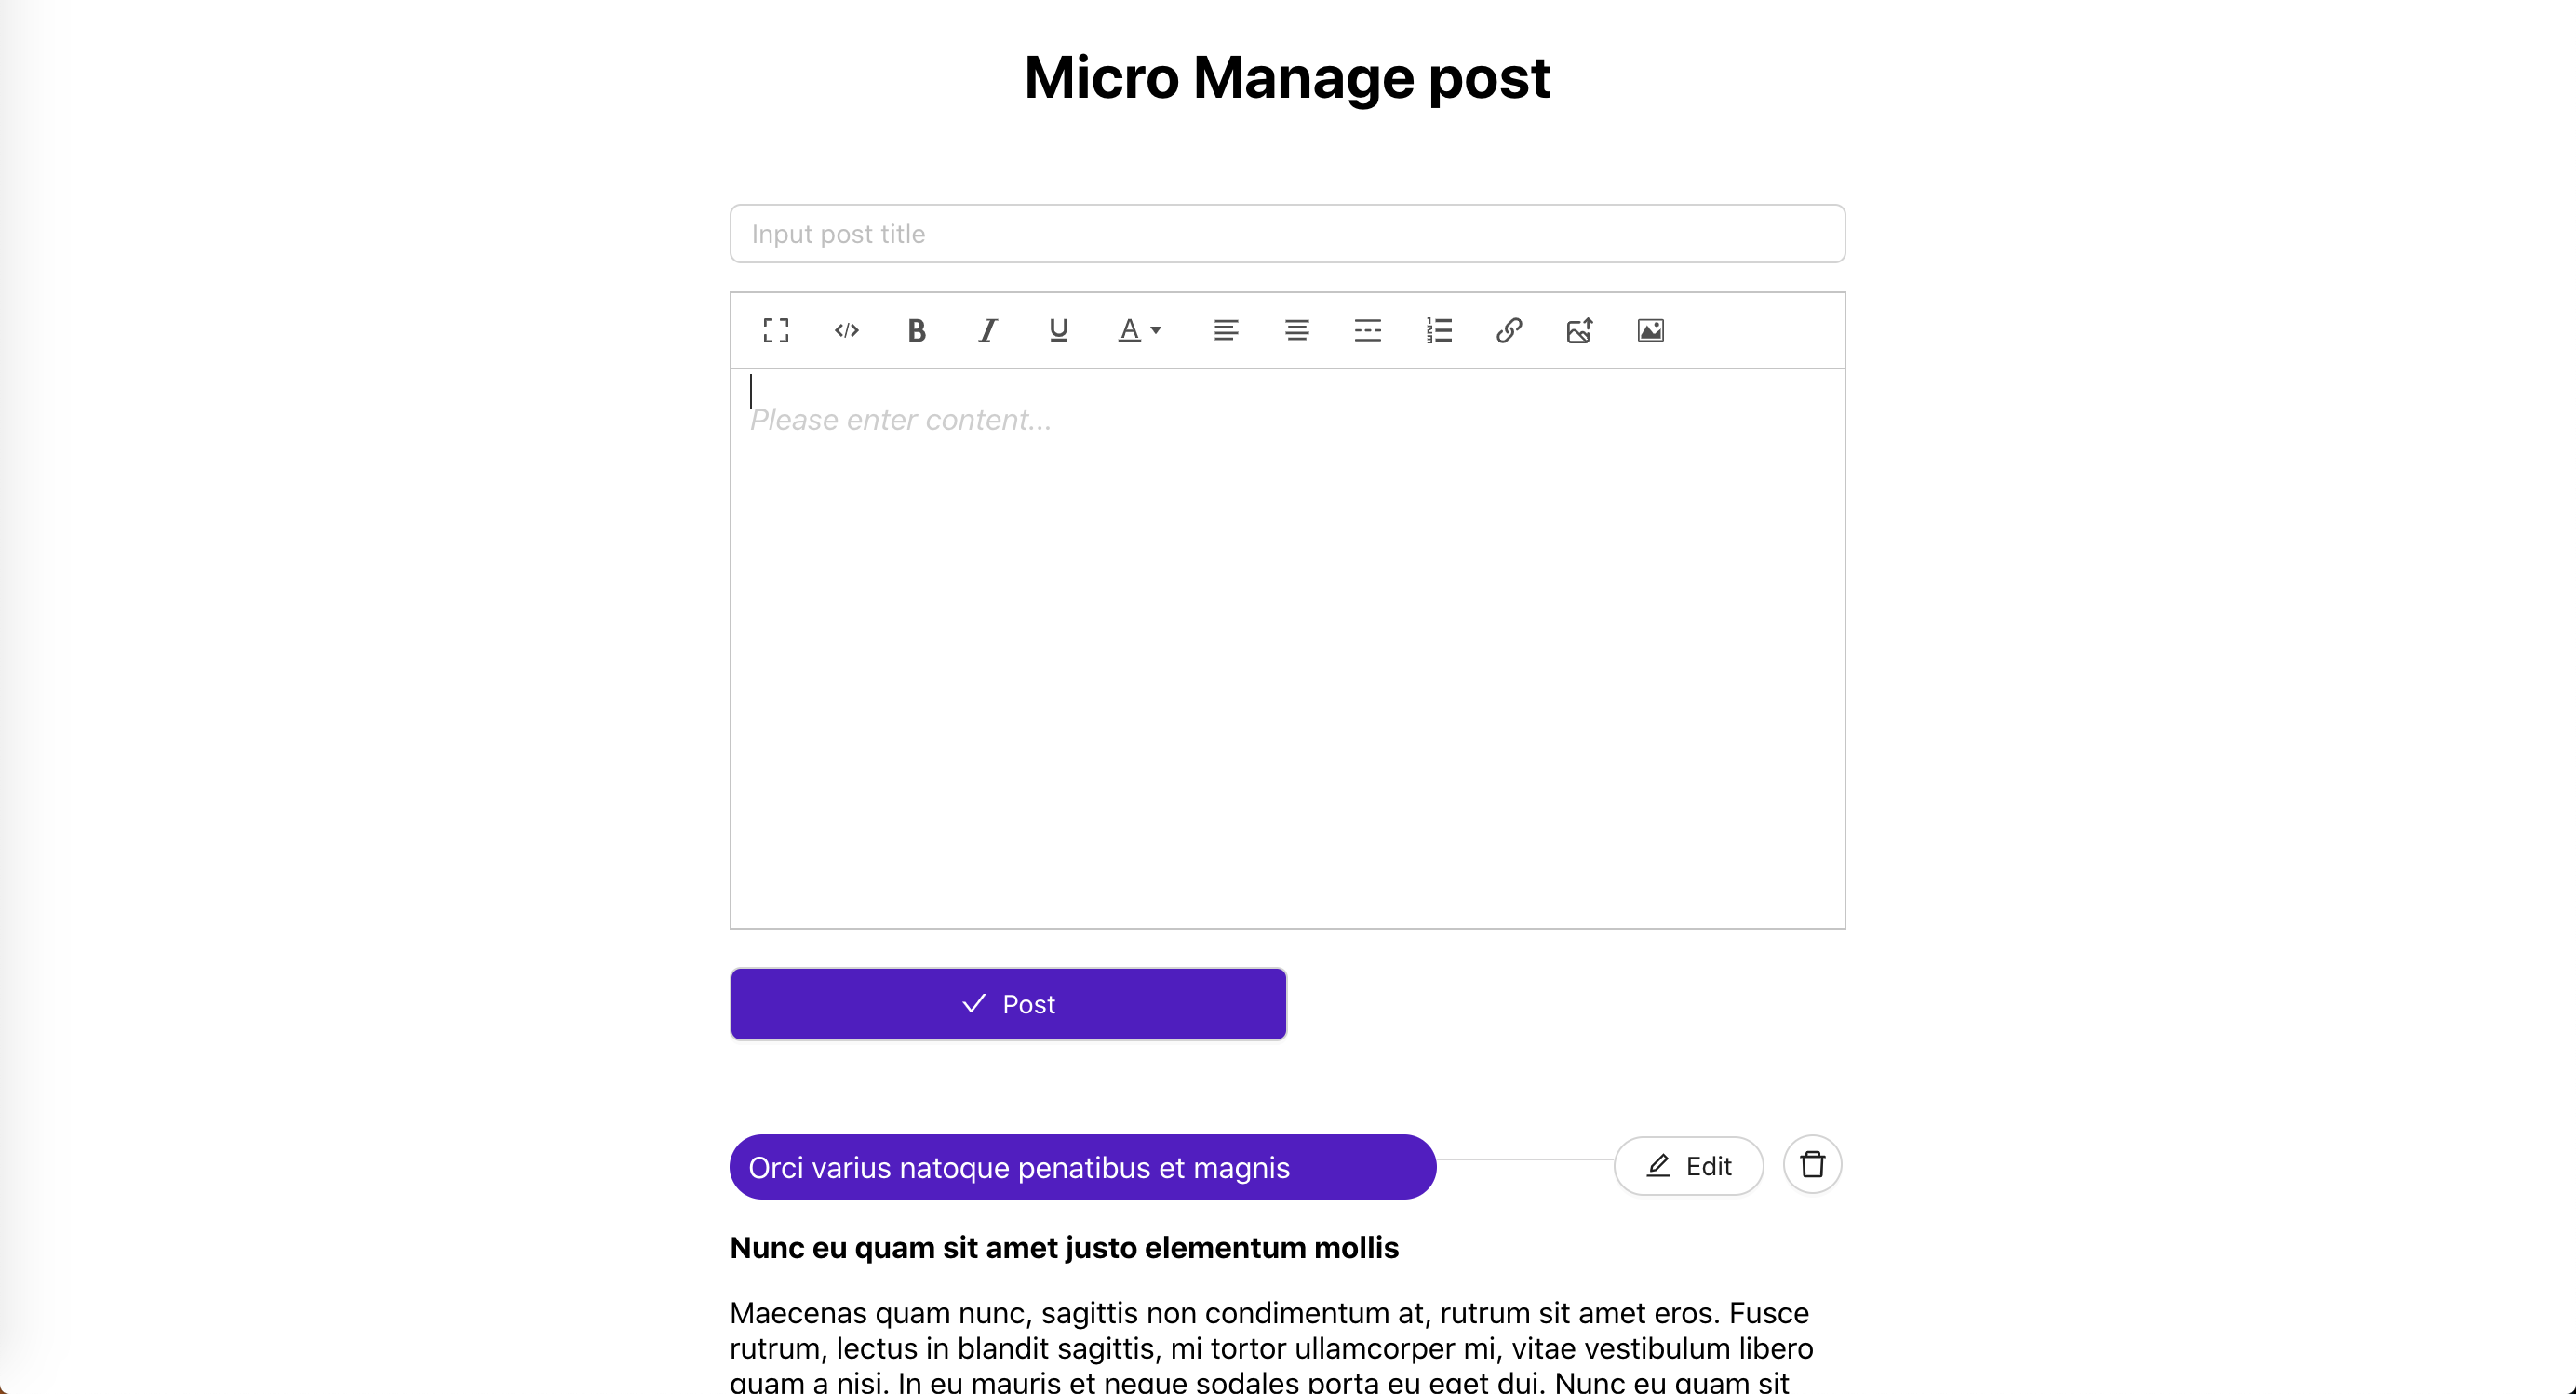 Micro Manage post
Input post title
B I U A
Please enter content...
Post
Orci varius natoque penatibus et magnis
Edit
Nunc eu quam sit amet justo elementum mollis
Maecenas quam nunc, sagittis non condimentum at, rutrum sit amet eros. Fusce
rutrum, lectus in blandit sagittis, mi tortor ullamcorper mi, vitae vestibulum libero
quam a nisi. In eu mauris et neque sodales porta eu eget dui. Nunc eu quam sit